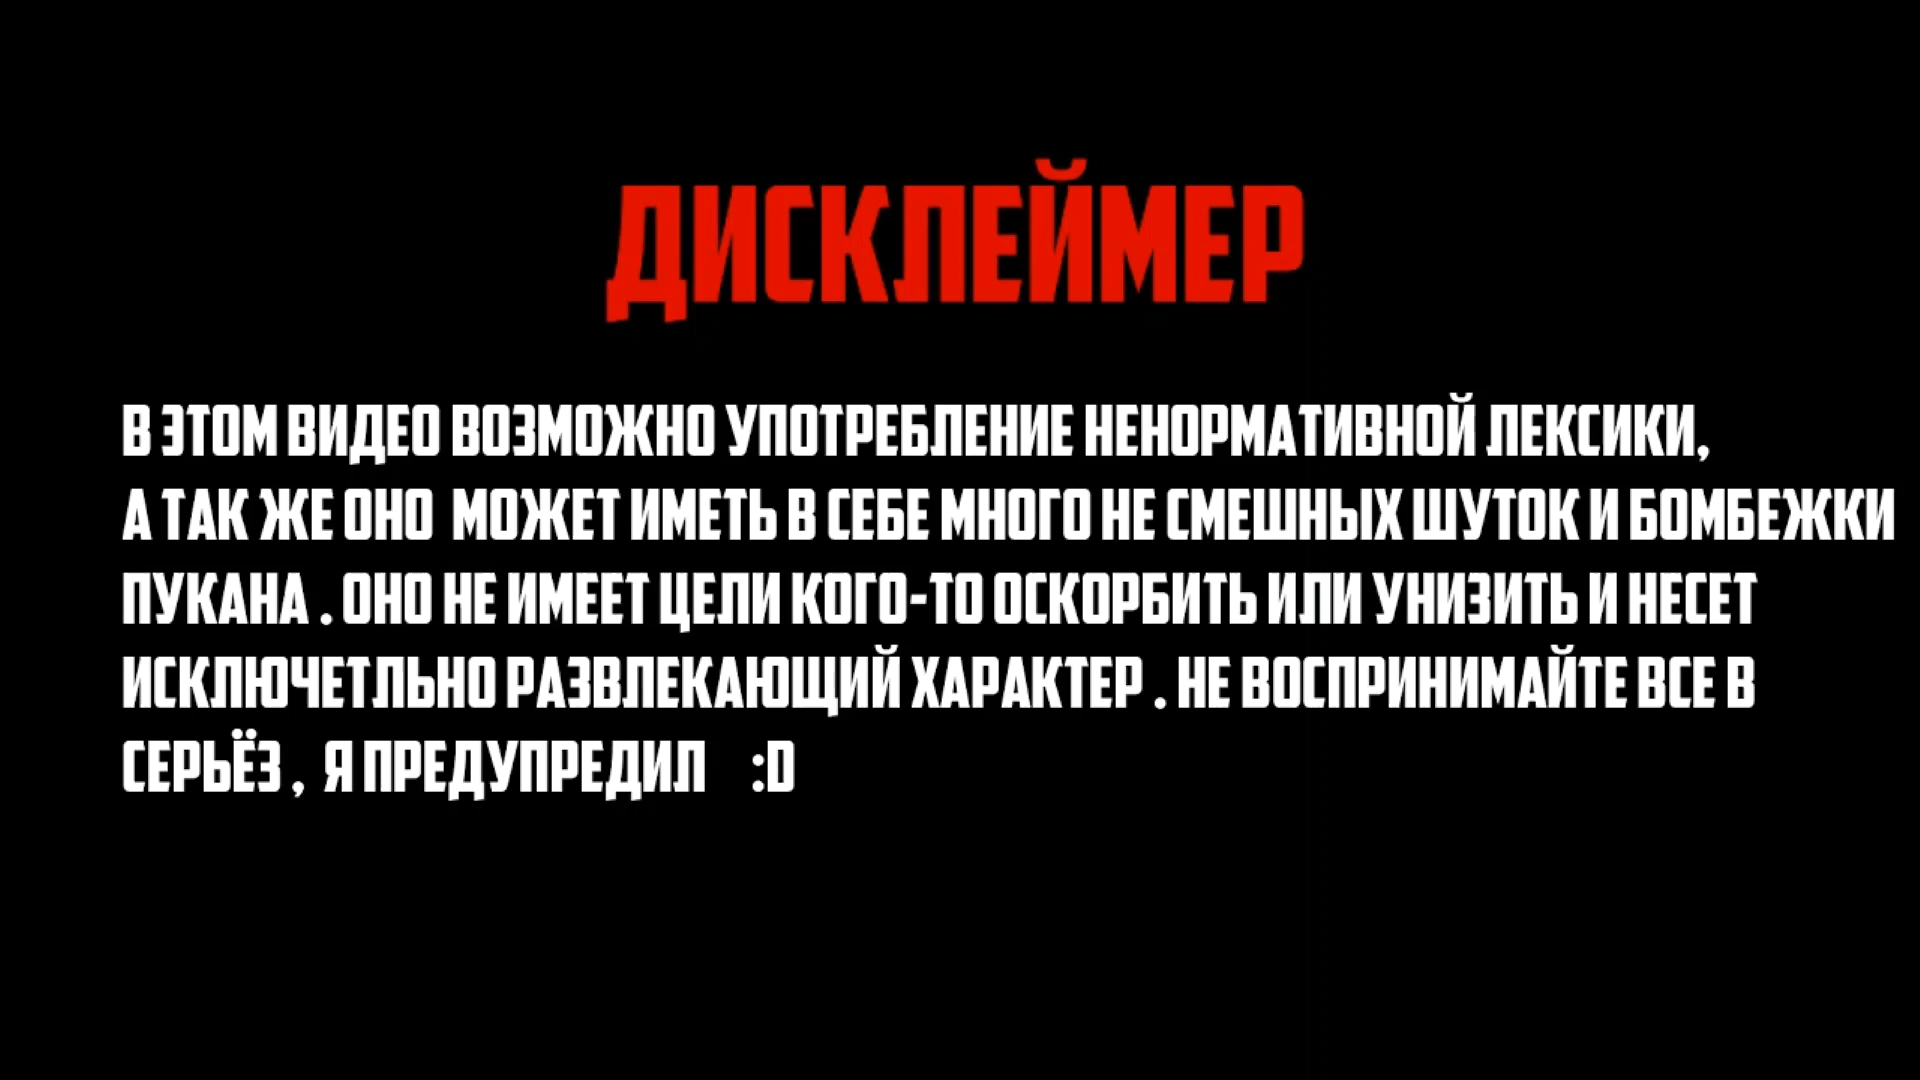 ДИСКЛЕЙМЕР
В ЭТОМ ВИДЕО ВОЗМОЖНО УПОТРЕБЛЕНИЕ НЕНОРМАТИВНОЙ ЛЕКСИКИ,
А ТАК ЖЕ ОНО МОЖЕТ ИМЕТЬ В СЕБЕ МНОГО НЕ СМЕШНЫХ ШУТОК И БОМБЕЖКИ
ПУКАНА . ОНО НЕ ИМЕЕТ ЦЕЛИ КОГО-ТО ОСКОРБИТЬ ИЛИ УНИЗИТЬ И НЕСЕТ
ИСКЛЮЧЕТЛЬНО РАЗВЛЕКАЮЩИЙ ХАРАКТЕР . НЕ ВОСПРИНИМАЙТЕ ВСЕ В
СЕРЬЁЗ , Я ПРЕДУПРЕДИЛ :D